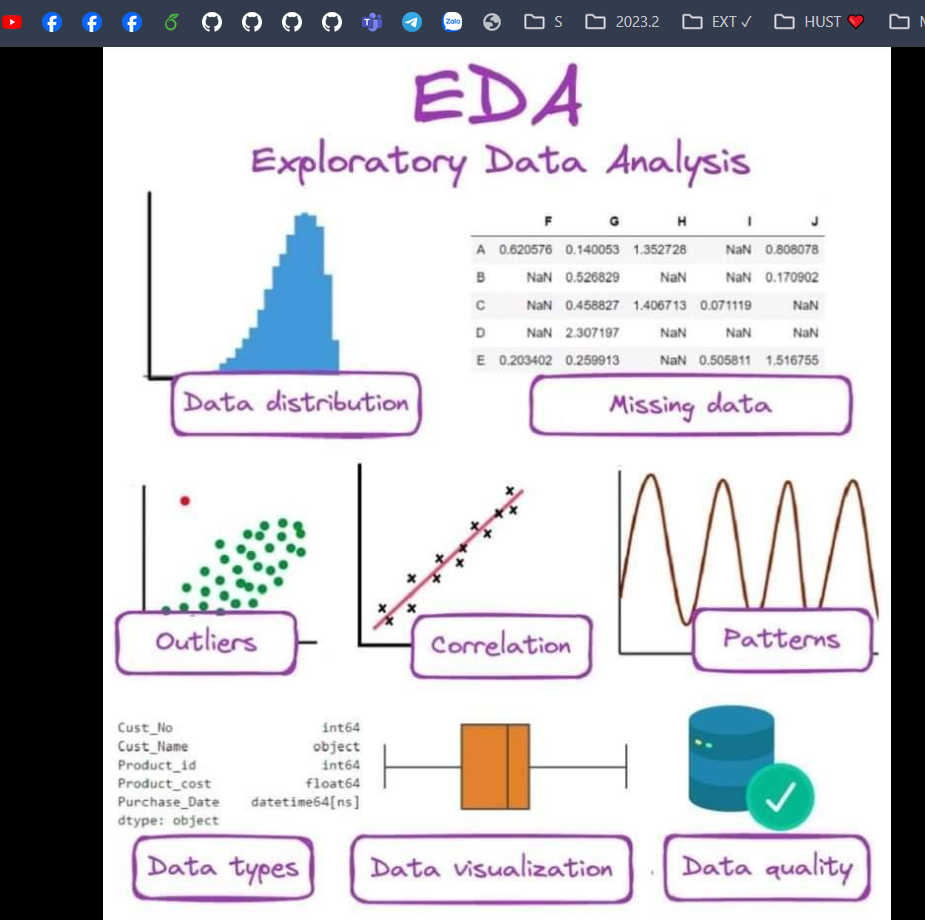 S 2023.2 EXT ✓ HUST ❤️
Zalo
EDA
Exploratory Data Analysis
F G H I J
A 0.620576 0.140053 1.352728 NaN 0.808078
B NaN 0.526829 NaN NaN 0.170902
C NaN 0.458827 1.406713 0.071119 NaN
D NaN 2.307197 NaN NaN NaN
E 0.203402 0.259913 NaN 0.505811 1.516755
Data distribution
Missing data
Outliers
Correlation
Patterns
Cust_No int64
Cust_Name object
Product_id int64
Product_cost float64
Purchase_Date datetime64[ns]
dtype: object
Data types
Data visualization
Data quality